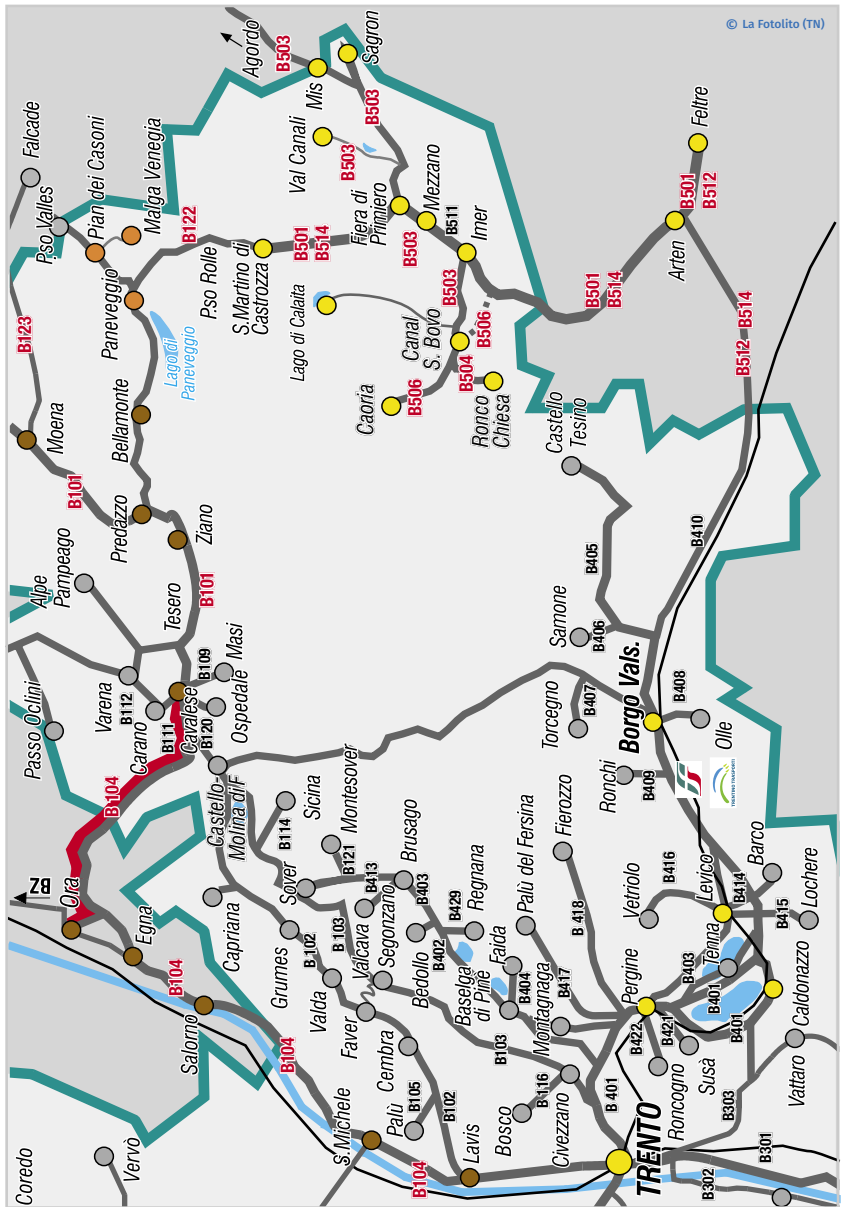 © La Fotolito (TN)
Agordo
B503
Sagron
Mis
B503
Falcade
Val Canali
B503
P.so Valles
Pian dei Casoni
Malga Venegia
B122
Fiera di
Primiero
Mezzano
B511
B503
Imer
Feltre
B501
B512
Arten
B501
B514
P.so Rolle
S.Martino di
Castrozza
B501
B514
B512
B514
B123
Paneveggio
Lago di
Paneveggio
Lago di Calaita
B503
Canal
S. Bovo
B506
B504
B506
Caoria
Ronco
Chiesa
Castello
Tesino
Moena
B101
Bellamonte
Predazzo
Ziano
B101
Tesero
Alpe
Pampeago
B405
B406
Samone
B410
Passo Oclini
Varena
B112
Carano
B111
Cavalese
B109
Masi
B120
Ospedale
Torcegno
B407
Borgo Vals.
B408
Olle
Ronchi
B409
TRENTINO TRASPORTI
B104
BZ
Ora
Egna
B104
Castello-
Molina di F.
Sicina
B114
Montesover
B121
Sover
B413
Brusago
B403
Regnana
B429
B402
Capriana
Grumes
B 102
B 103
Valcava
Segonzano
Bedollo
Baselga
di Pinè
Faida
B404
Palù del Fersina
Fierozzo
B 418
B417
Montagnaga
Vetriolo
B416
Levico
B414
Barco
B415
Lochere
Tenna
B403
B401
B401
Caldonazzo
Salorno
B104
Valda
Faver
Cembra
B103
Pergine
B422
B421
Susà
Roncogno
B303
Vattaro
Palù
B105
B102
Bosco
B 116
Civezzano
B 401
S.Michele
B104
Lavis
TRENTO
B301
B302
Coredo
Vervò